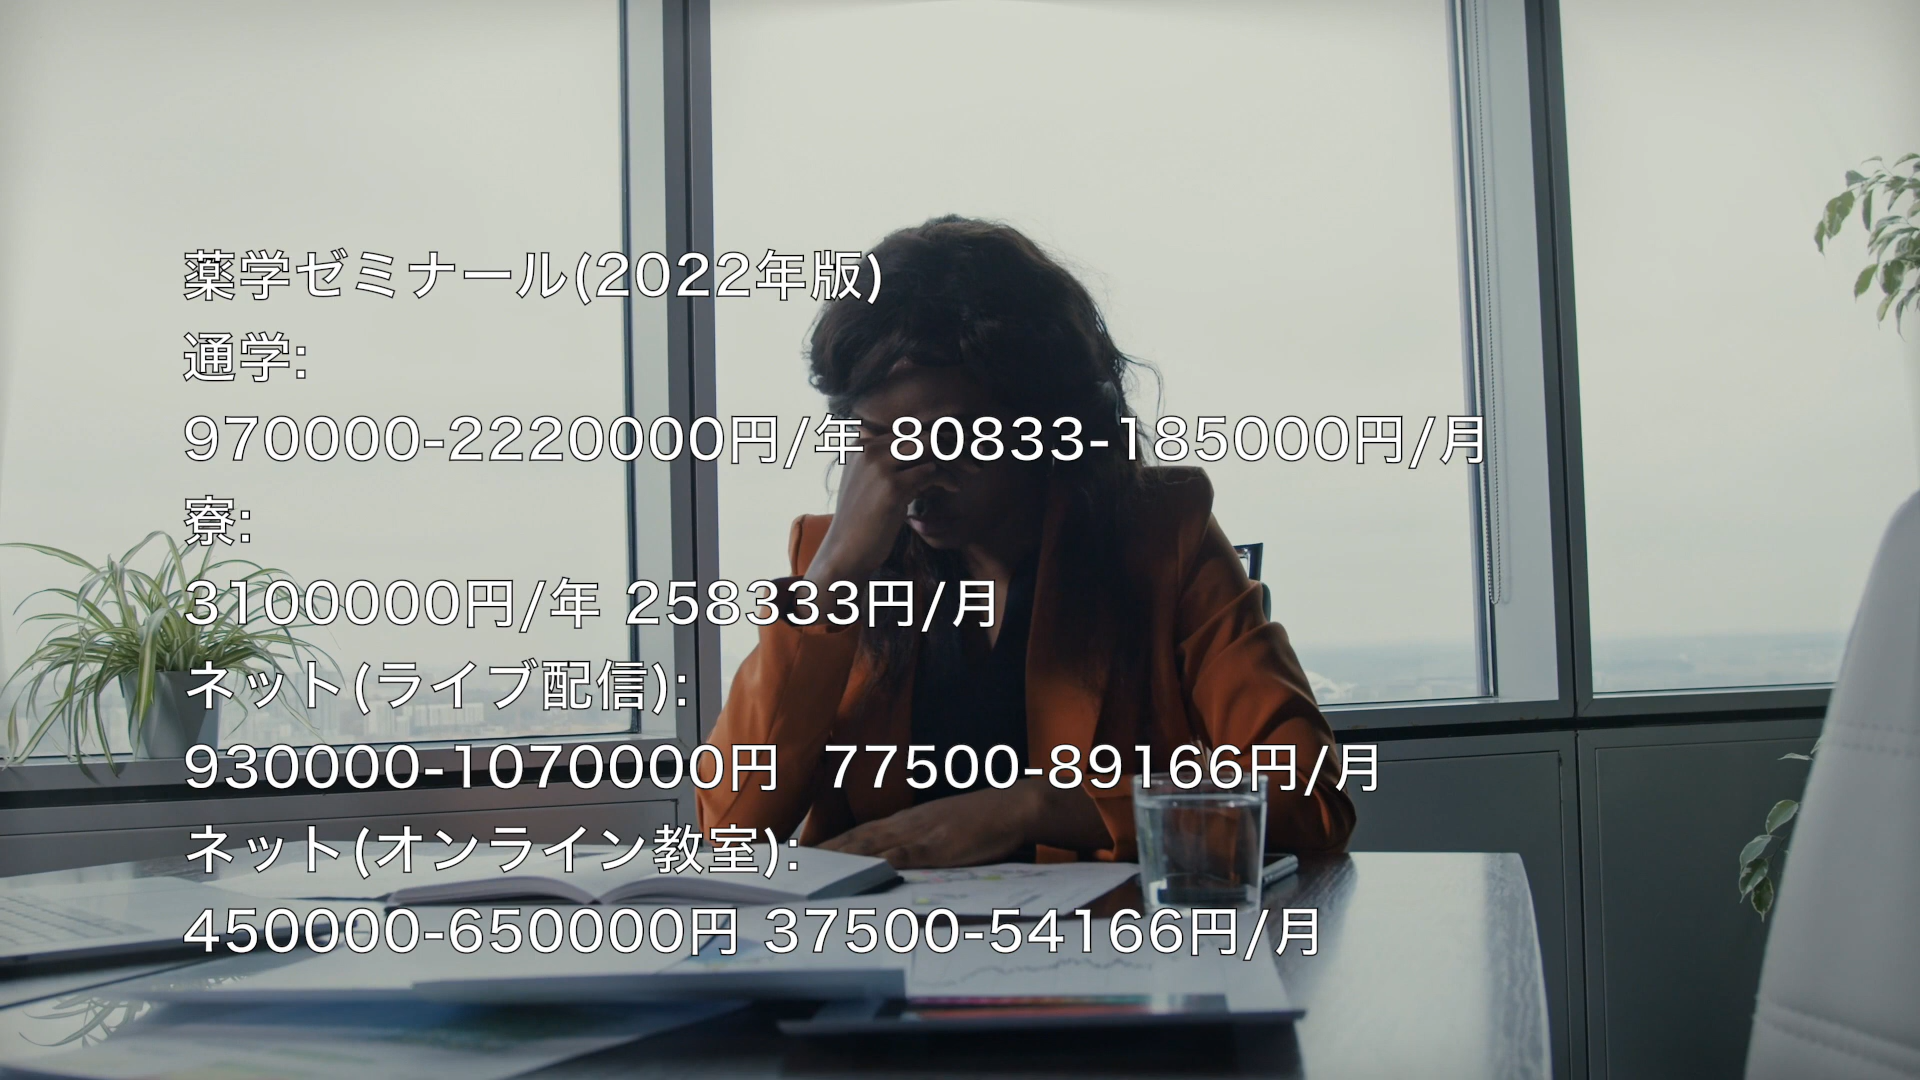 薬学ゼミナール(2022年版)
通学:
970000-2220000円/年 80833-185000円/月
寮:
3100000円/年 258333円/月
ネット(ライブ配信):
930000-1070000円  77500-89166円/月
ネット(オンライン教室):
450000-650000円 37500-54166円/月